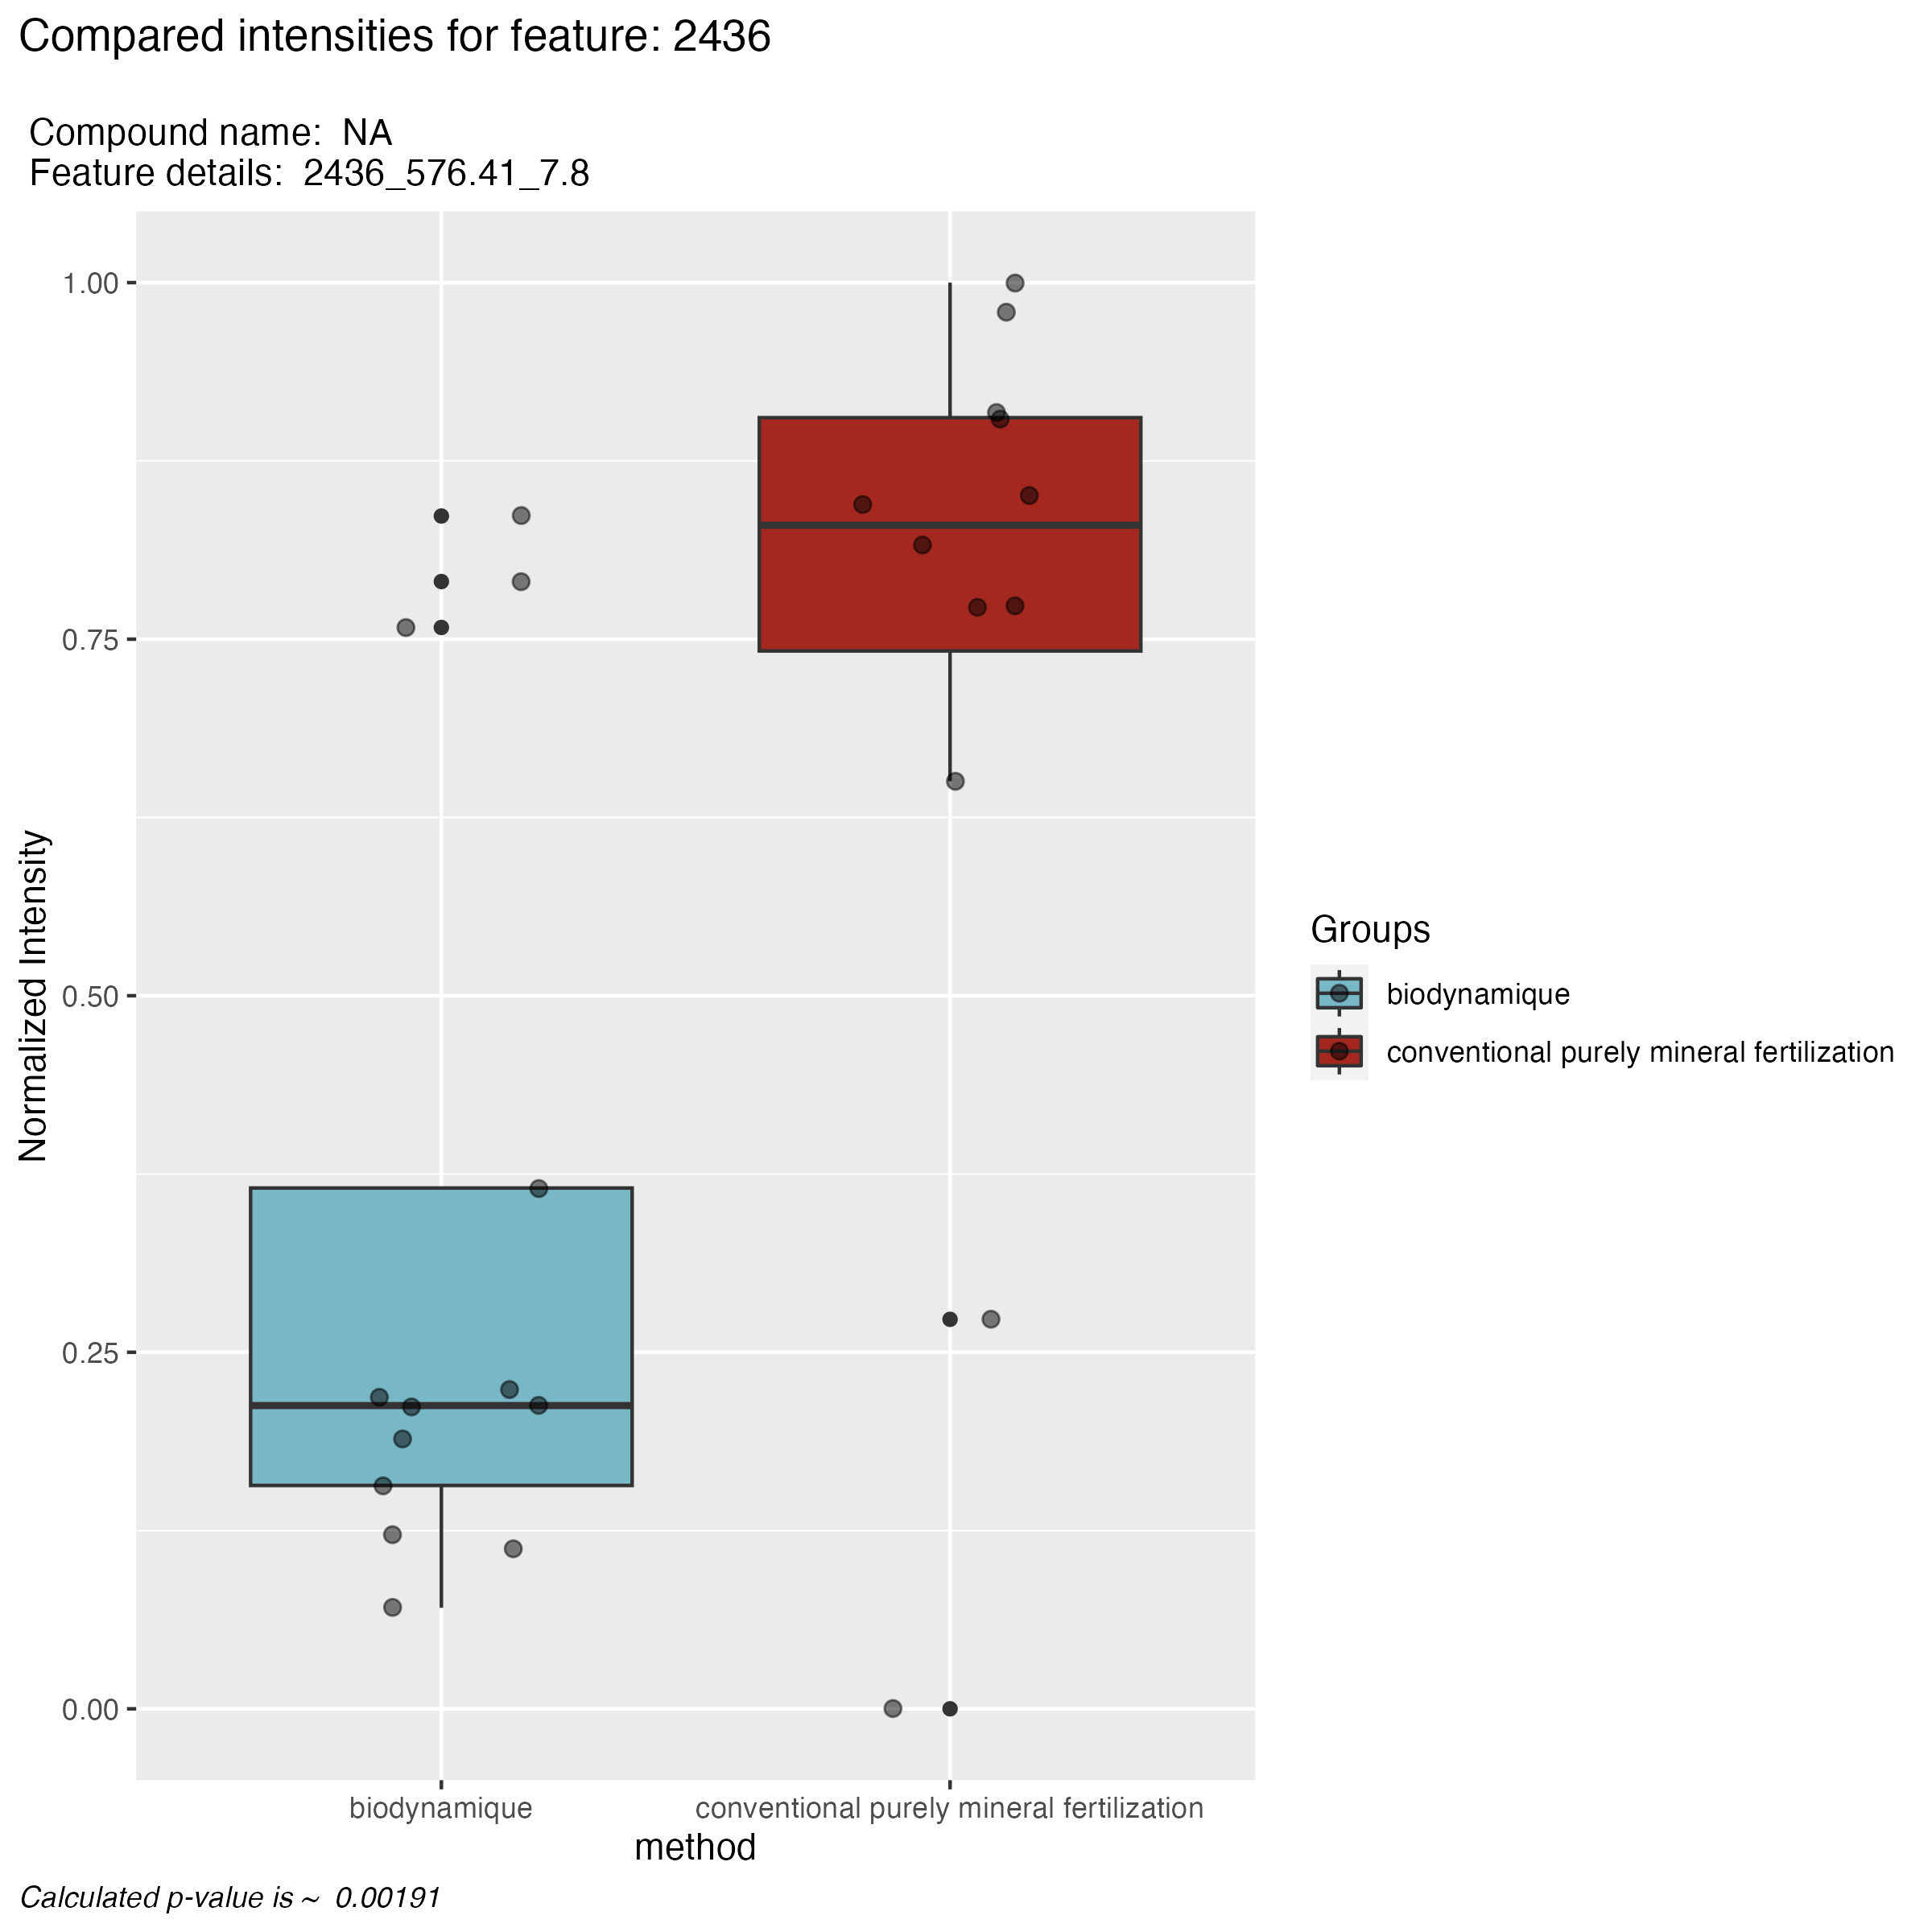 Compared intensities for feature: 2436
Compound name:  NA
Feature details:  2436_576.41_7.8
Normalized Intensity
1.00
0.75
0.50
0.25
0.00
biodynamique
conventional purely mineral fertilization
method
Groups
biodynamique
conventional purely mineral fertilization
Calculated p-value is ~  0.00191